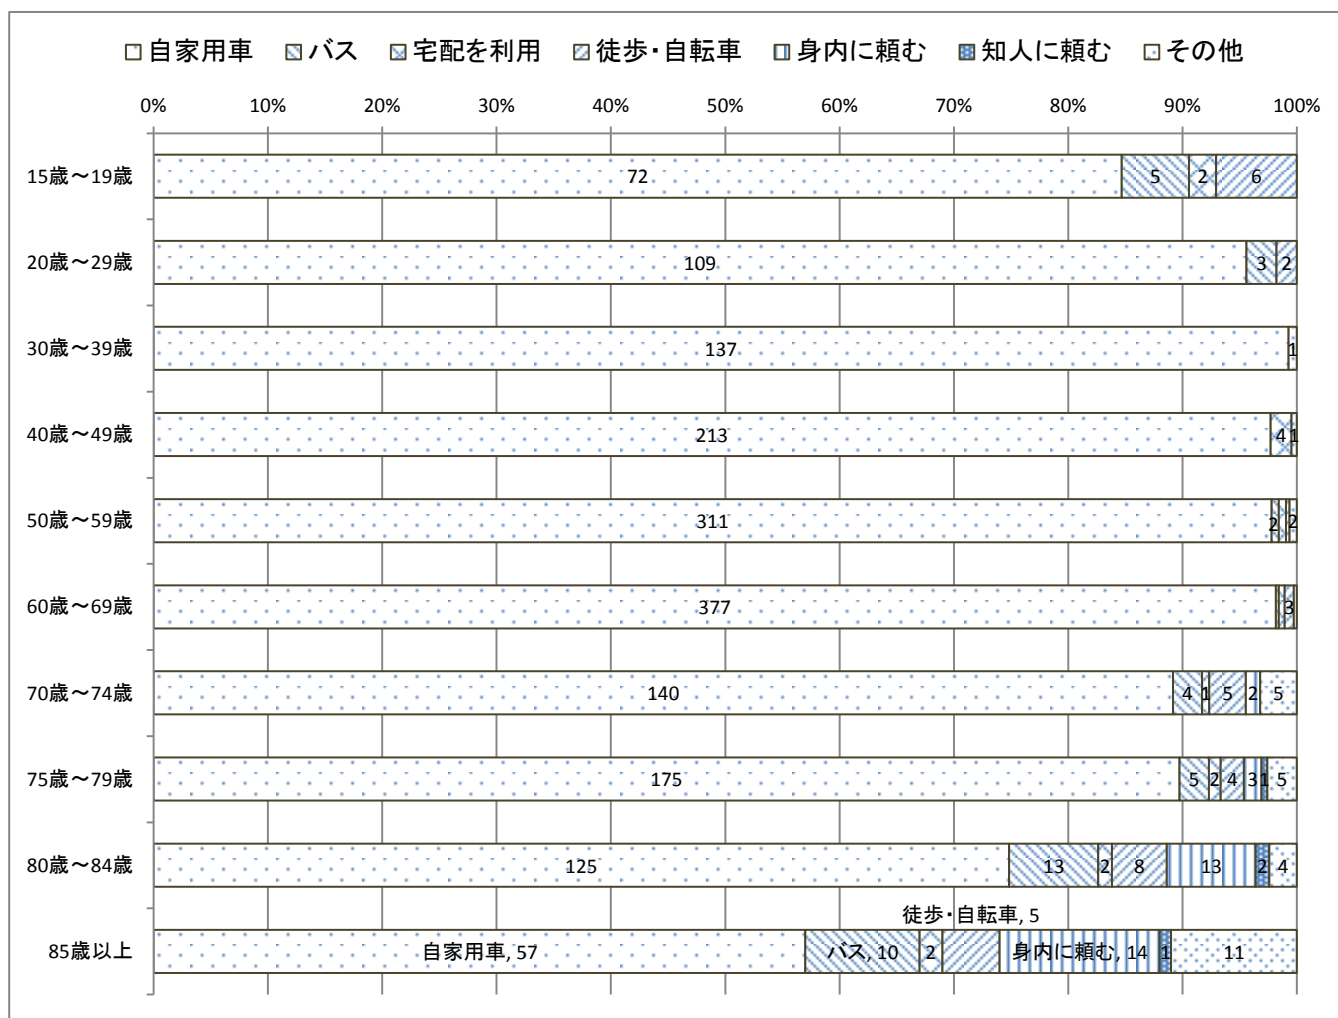 自家用車 バス 宅配を利用 徒歩・自転車 身内に頼む 知人に頼む その他
0% 10% 20% 30% 40% 50% 60% 70% 80% 90% 100%
15歳～19歳 72 5 2 6
20歳～29歳 109 3 2
30歳～39歳 137 1
40歳～49歳 213 4 1
50歳～59歳 311 2 2
60歳～69歳 377 3
70歳～74歳 140 4 1 5 2 5
75歳～79歳 175 5 2 4 3 1 5
80歳～84歳 125 13 2 8 13 2 4
徒歩・自転車, 5
85歳以上 自家用車, 57 バス, 10 2 身内に頼む, 14 1 11